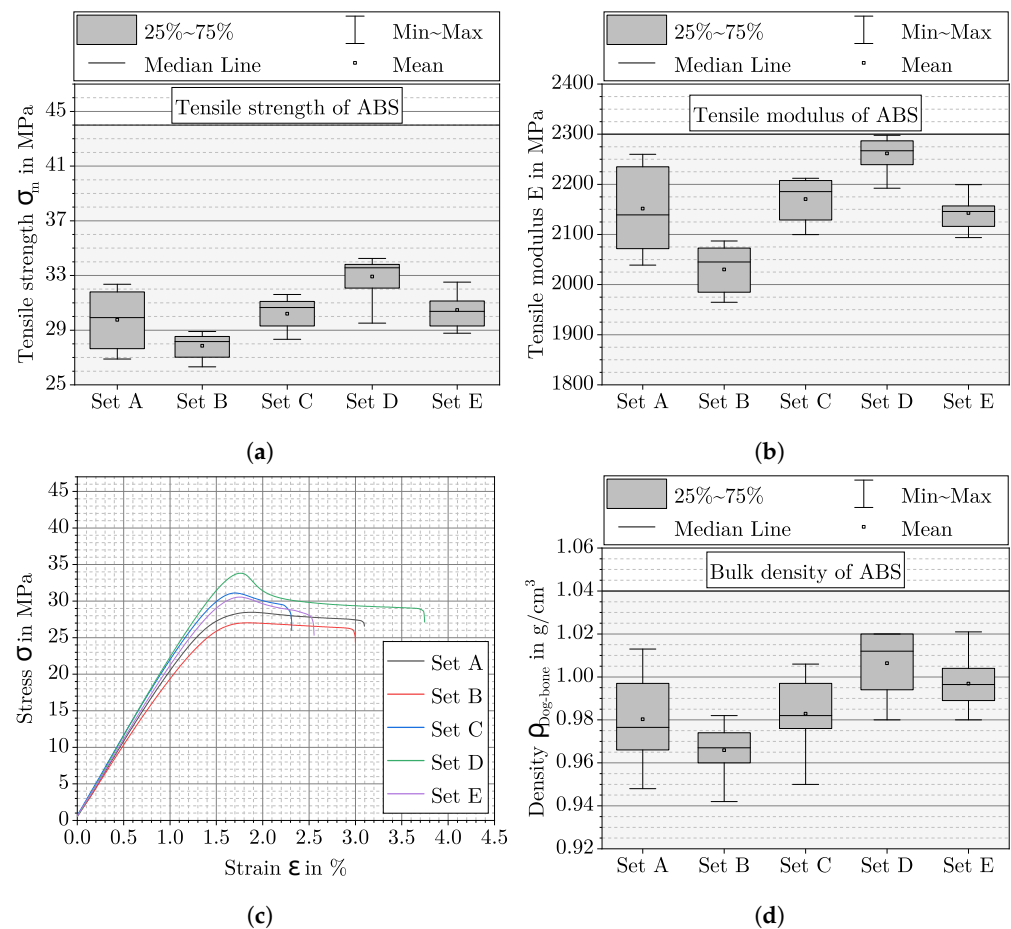 25%~75%
Min~Max
Median Line
Mean
Tensile strength of ABS
Tensile strength σm in MPa
45
41
37
33
29
25
Set A
Set B
Set C
Set D
Set E
(a)
25%~75%
Min~Max
Median Line
Mean
Tensile modulus of ABS
Tensile modulus E in MPa
2400
2300
2200
2100
2000
1900
1800
Set A
Set B
Set C
Set D
Set E
(b)
Stress σ in MPa
45
40
35
30
25
20
15
10
5
0
0.0
0.5
1.0
1.5
2.0
2.5
3.0
3.5
4.0
4.5
Strain ε in %
Set A
Set B
Set C
Set D
Set E
(c)
25%~75%
Min~Max
Median Line
Mean
Bulk density of ABS
Density ρDog-bone in g/cm³
1.06
1.04
1.02
1.00
0.98
0.96
0.94
0.92
Set A
Set B
Set C
Set D
Set E
(d)